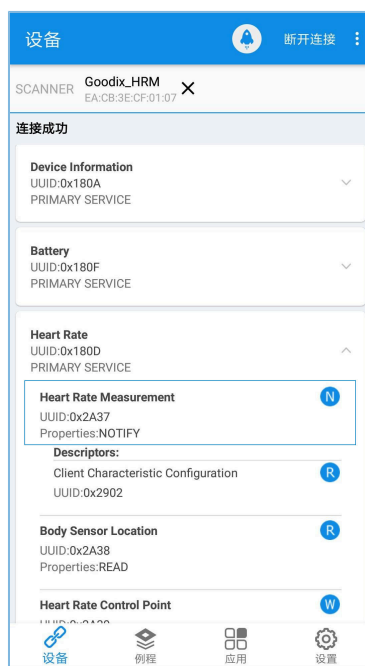 设备
断开连接
SCANNER
Goodix_HRM
EA:CB:3E:CF:01:07
连接成功
Device Information
UUID:0x180A
PRIMARY SERVICE
Battery
UUID:0x180F
PRIMARY SERVICE
Heart Rate
UUID:0x180D
PRIMARY SERVICE
Heart Rate Measurement
N
UUID:0x2A37
Properties:NOTIFY
Descriptors:
Client Characteristic Configuration
R
UUID:0x2902
Body Sensor Location
R
UUID:0x2A38
Properties:READ
Heart Rate Control Point
W
设备
例程
应用
设置